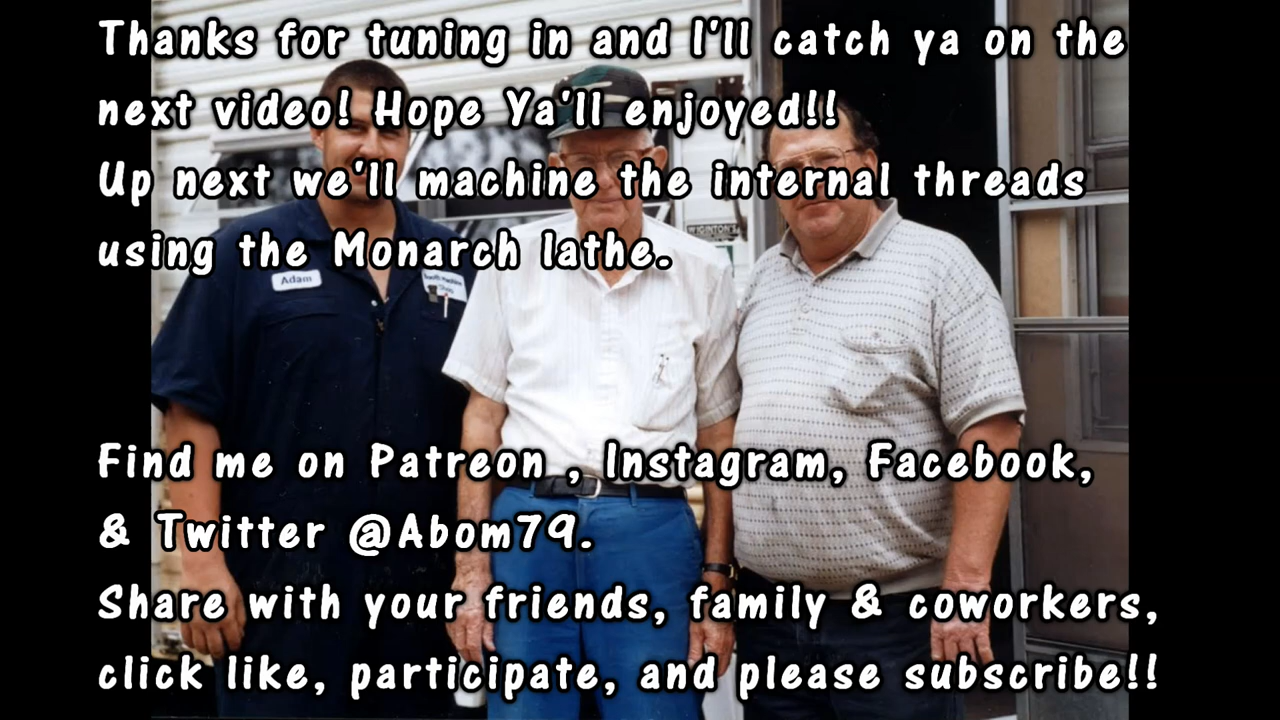 Thanks for tuning in and I'll catch ya on the
next video! Hope Ya'll enjoyed!!
Up next we'll machine the internal threads
using the Monarch lathe.
WIGINTON'S
Adam
Find me on Patreon , Instagram, Facebook,
& Twitter @Abom79.
Share with your friends, family & coworkers,
click like, participate, and please subscribe!!